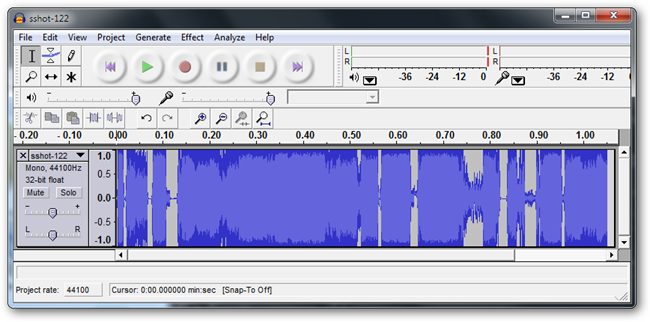 sshot-122
File Edit View Project Generate Effect Analyze Help
L
R
-36 -24 -12 0
L
R
-36 -24 -12
- +
- +
- 0.20 -0.10 0.00 0.10 0.20 0.30 0.40 0.50 0.60 0.70 0.80 0.90 1.00
sshot-122
Mono, 44100Hz
32-bit float
Mute Solo
- +
L R
1.0
0.5
0.0
-0.5
-1.0
Project rate: 44100 Cursor: 0:00.000000 min:sec [Snap-To Off]